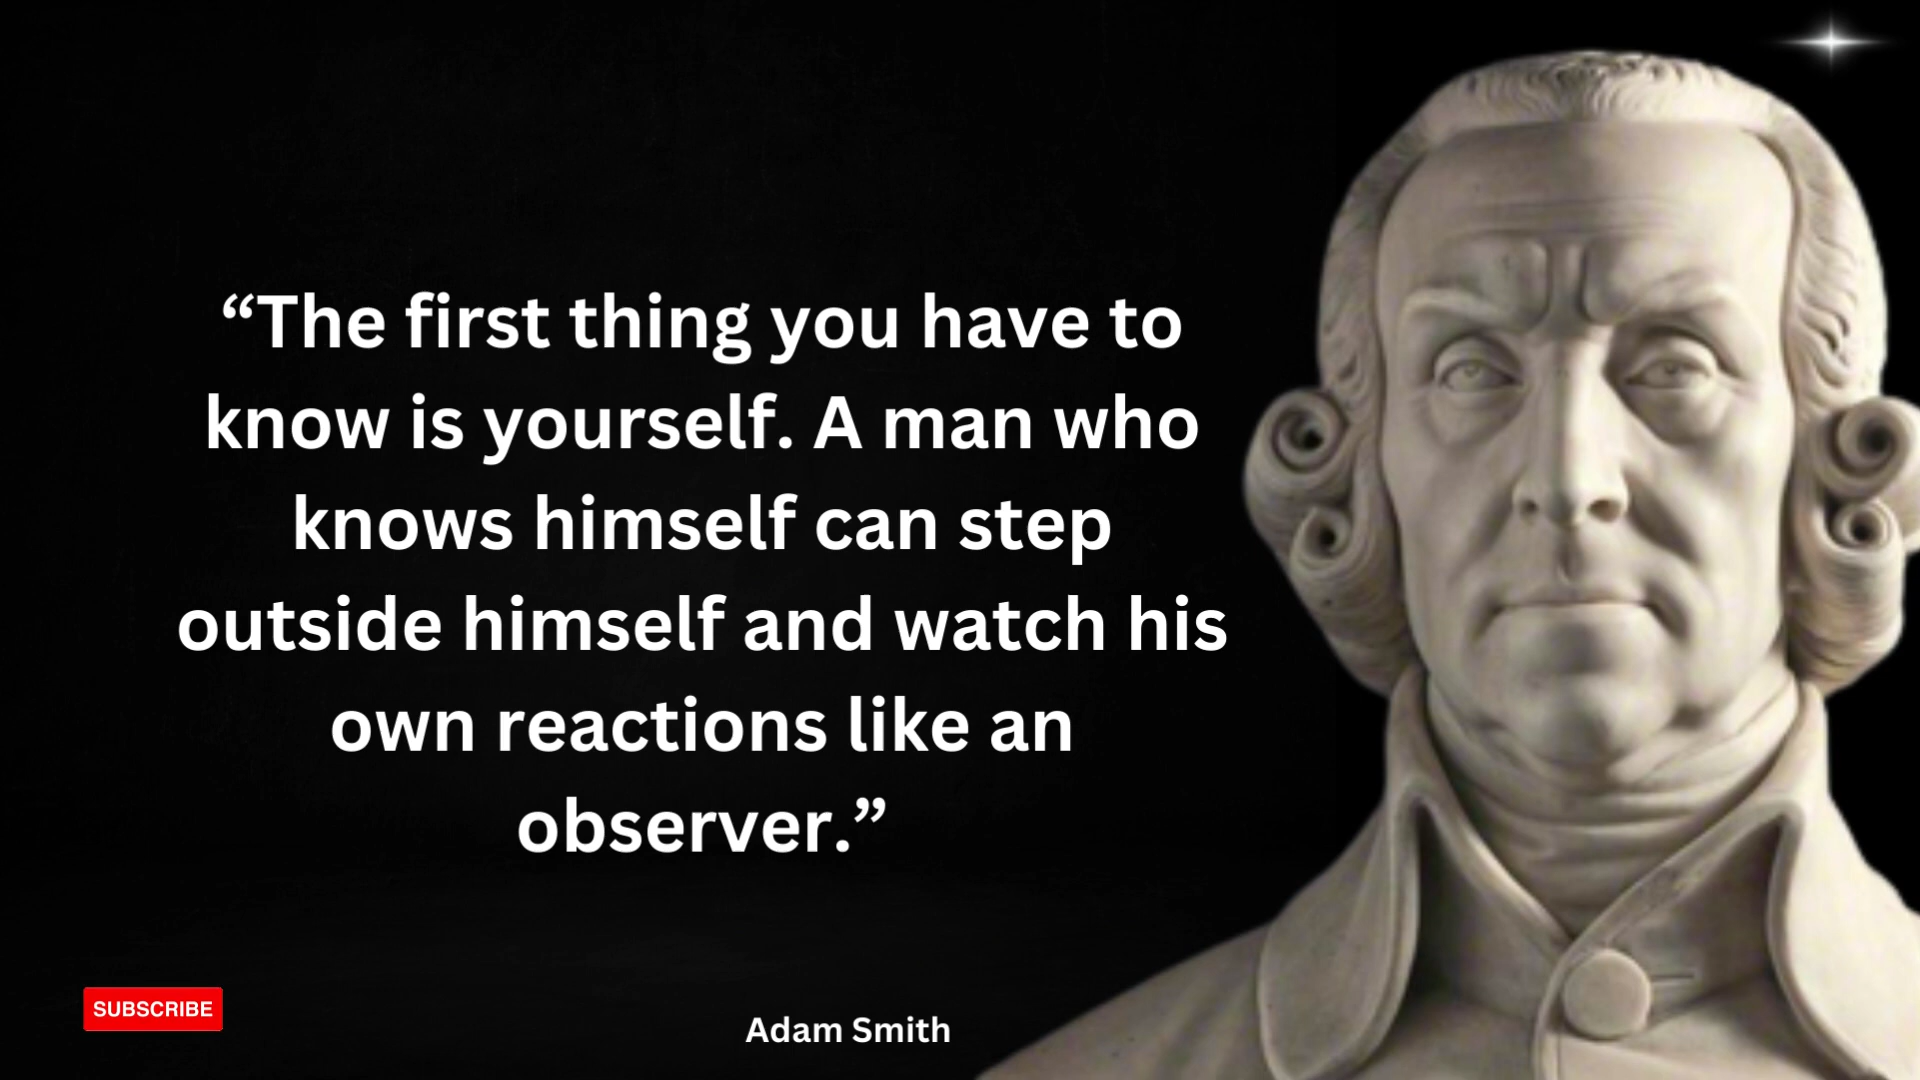 “The first thing you have to
know is yourself. A man who
knows himself can step
outside himself and watch his
own reactions like an
observer.”
SUBSCRIBE
Adam Smith